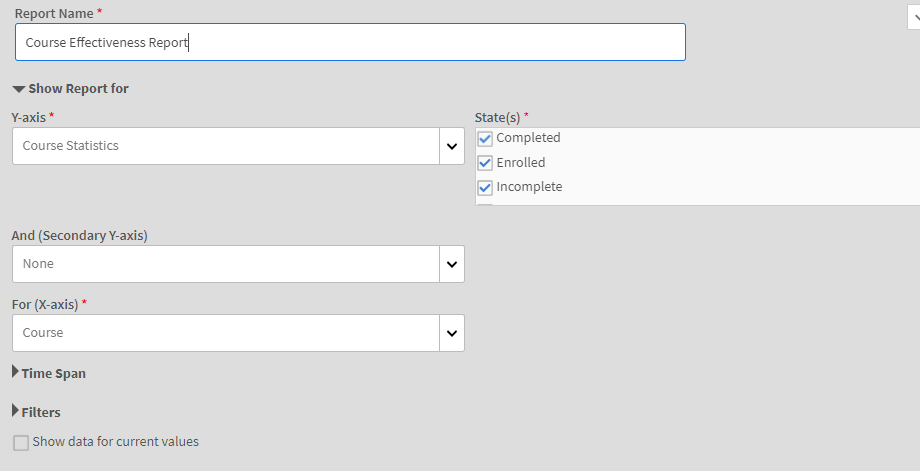 Report Name *
Course Effectiveness Report
Show Report for
Y-axis *
State(s) *
Course Statistics
Completed
Enrolled
Incomplete
And (Secondary Y-axis)
None
For (X-axis) *
Course
Time Span
Filters
Show data for current values